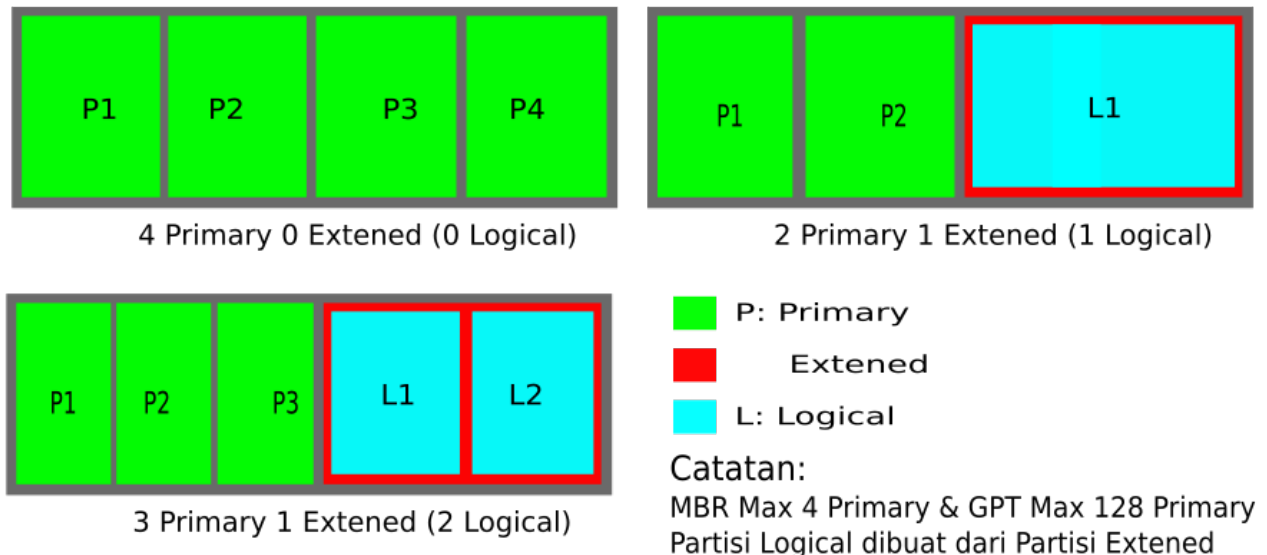 P1 P2 P3 P4
4 Primary 0 Extened (0 Logical)
P1 P2 L1
2 Primary 1 Extened (1 Logical)
P1 P2 P3 L1 L2
3 Primary 1 Extened (2 Logical)
P: Primary
Extened
L: Logical
Catatan:
MBR Max 4 Primary & GPT Max 128 Primary
Partisi Logical dibuat dari Partisi Extened